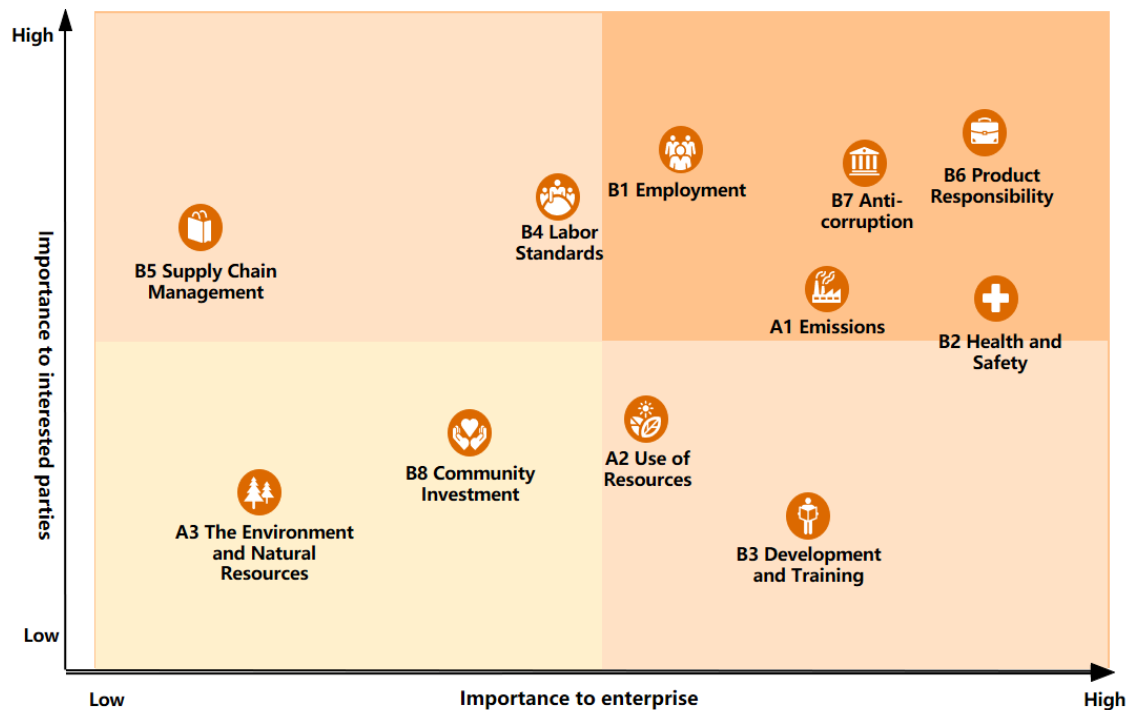 High
B1 Employment
B7 Anti-
corruption
B6 Product
Responsibility
B4 Labor
Standards
B5 Supply Chain
Management
A1 Emissions
B2 Health and
Safety
Importance to interested parties
A2 Use of
Resources
B8 Community
Investment
A3 The Environment
and Natural
Resources
B3 Development
and Training
Low
Low
Importance to enterprise
High